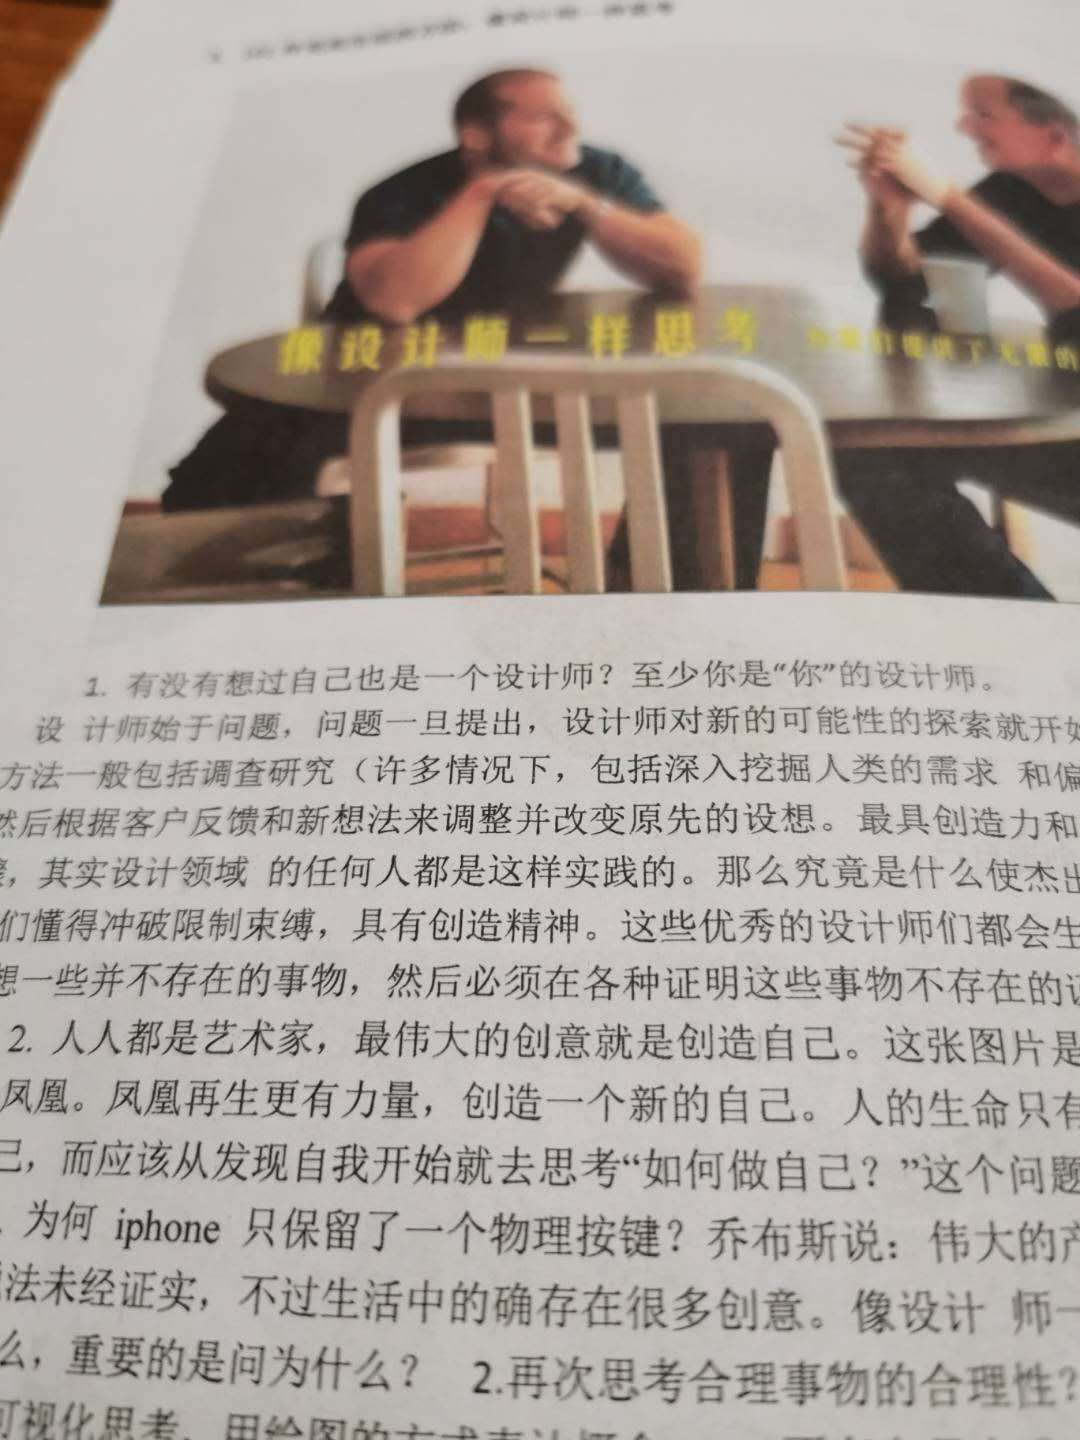 像设计师一样思考
1. 有没有想过自己也是一个设计师？至少你是“你”的设计师。
设 计师始于问题，问题一旦提出，设计师对新的可能性的探索就开始
方法一般包括调查研究（许多情况下，包括深入挖掘人类的需求 和偏
然后根据客户反馈和新想法来调整并改变原先的设想。最具创造力和
，其实设计领域 的任何人都是这样实践的。那么究竟是什么使杰出
们懂得冲破限制束缚，具有创造精神。这些优秀的设计师们都会生
想一些并不存在的事物，然后必须在各种证明这些事物不存在的证
2. 人人都是艺术家，最伟大的创意就是创造自己。这张图片是
凤凰。凤凰再生更有力量，创造一个新的自己。人的生命只有
己，而应该从发现自我开始就去思考“如何做自己？”这个问题
. 为何 iphone 只保留了一个物理按键？乔布斯说：伟大的产
法未经证实，不过生活中的确存在很多创意。像设计 师一
么，重要的是问为什么？ 2.再次思考合理事物的合理性？
可视化思考，用绘图的方式表达